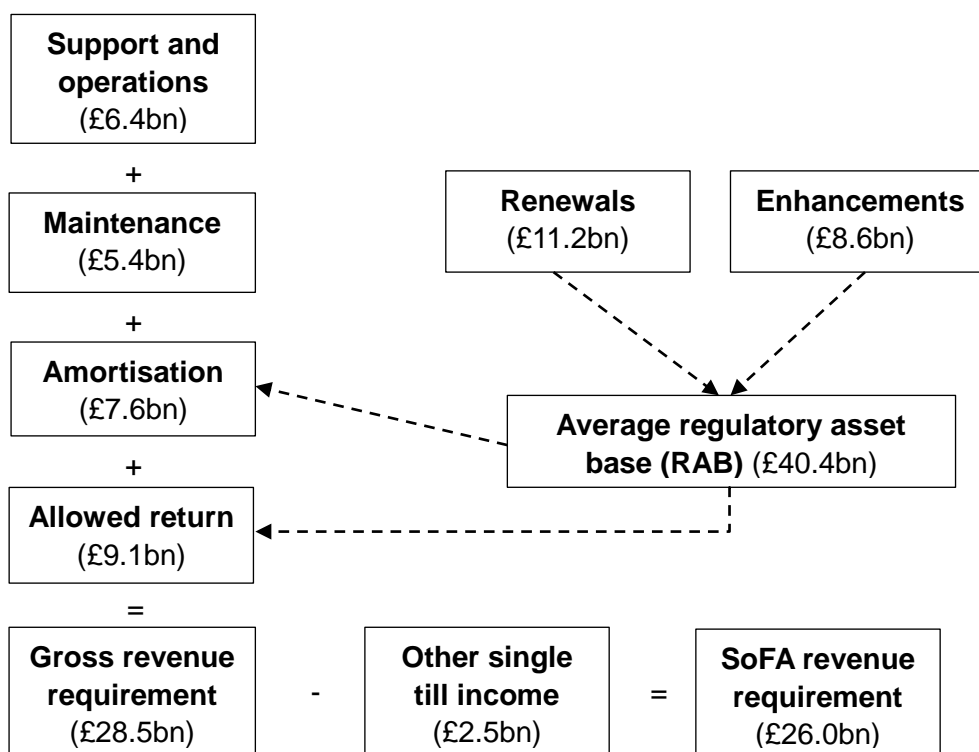 Support and
operations
(£6.4bn)
+
Maintenance
(£5.4bn)
+
Amortisation
(£7.6bn)
+
Allowed return
(£9.1bn)
=
Renewals
(£11.2bn)
Enhancements
(£8.6bn)
Average regulatory asset
base (RAB) (£40.4bn)
Gross revenue
requirement
(£28.5bn)
-
Other single
till income
(£2.5bn)
=
SoFA revenue
requirement
(£26.0bn)